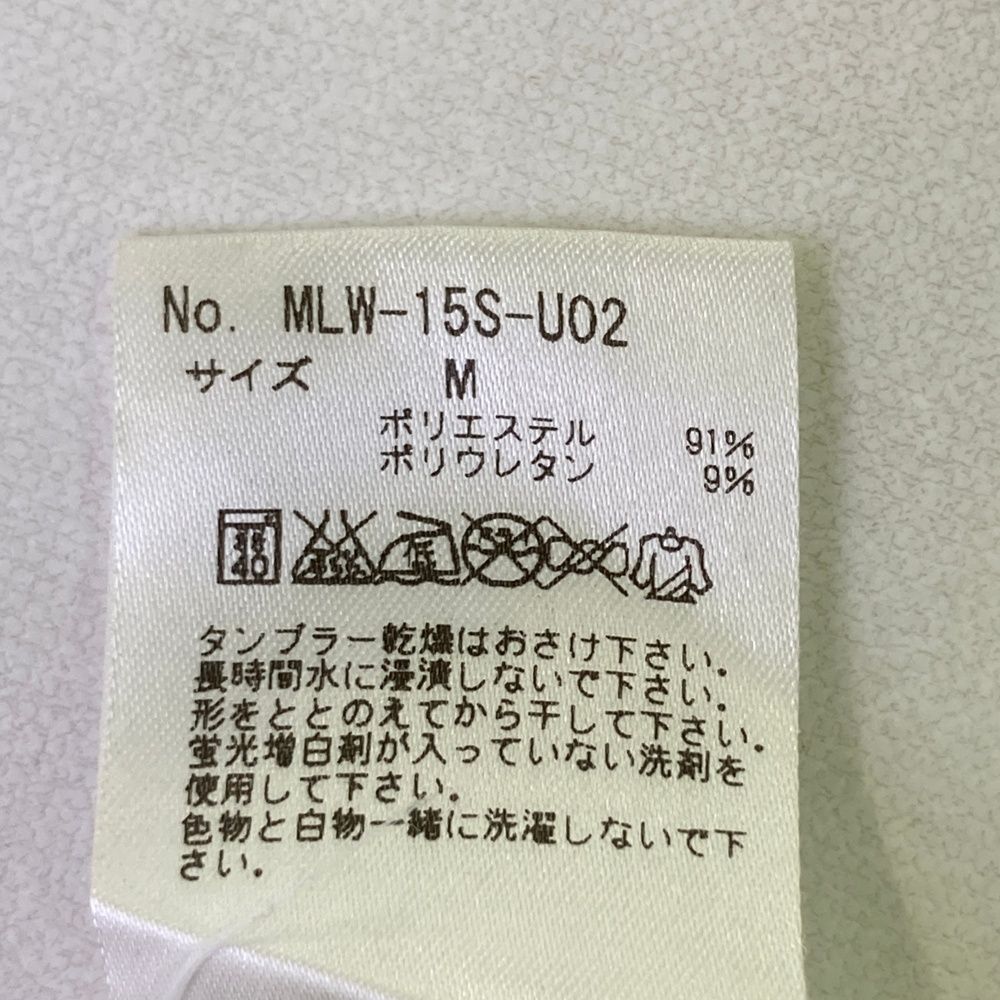 No. MLW-15S-U02
サイズ M
ポリエステル 91%
ポリウレタン 9%
40
低
タンブラー乾燥はおさけ下さい.
長時間水に浸漬しないで下さい.
形をととのえてから干して下さい.
蛍光増白剤が入っていない洗剤を
使用して下さい.
色物と白物一緒に洗濯しないで下
さい.